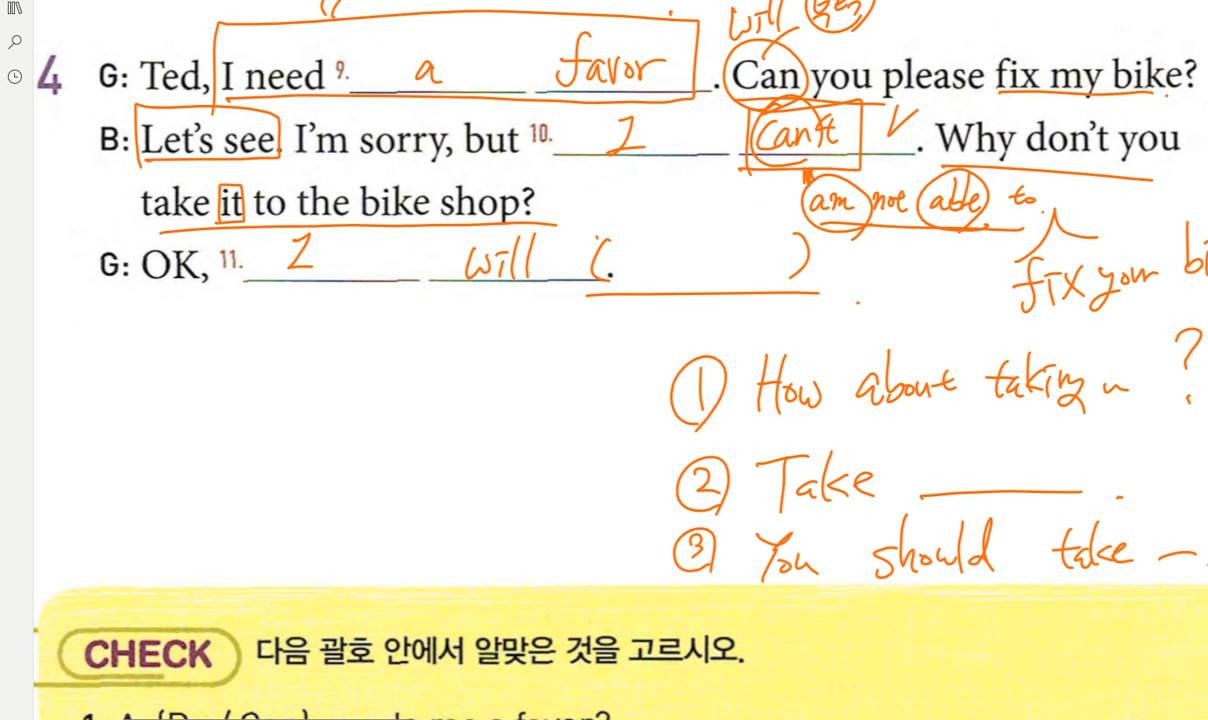 will
4 G: Ted, I need 9. a favor. Can you please fix my bike?
B: Let's see. I'm sorry, but 10. I can't. Why don't you
am not able to
take it to the bike shop?
G: OK, 11. I will ( . )
fix your
① How about taking ~ ?
② Take ______ .
③ You should take ―
CHECK 다음 괄호 안에서 알맞은 것을 고르시오.
me a favor?